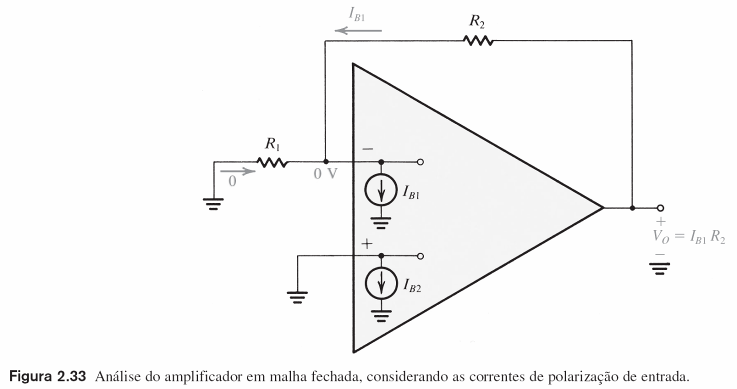 I_B1
R_2
R_1
−
0
0 V
I_B1
+
I_B2
+
V_O = I_B1 R_2
−
Figura 2.33 Análise do amplificador em malha fechada, considerando as correntes de polarização de entrada.